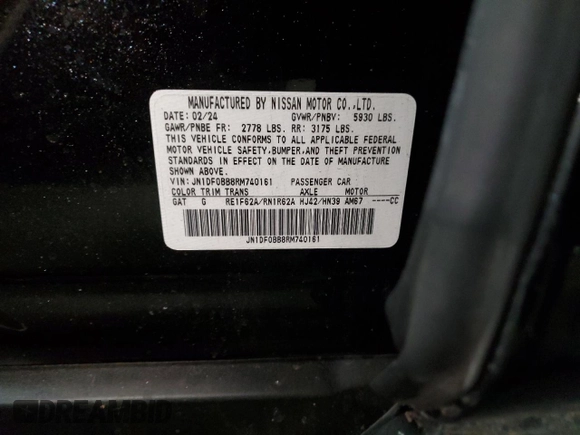 MANUFACTURED BY NISSAN MOTOR CO.,LTD.
DATE: 02/24 GVWR/PNBV: 5930 LBS.
GAWR/PNBE FR: 2778 LBS. RR: 3175 LBS.
THIS VEHICLE CONFORMS TO ALL APPLICABLE FEDERAL
MOTOR VEHICLE SAFETY,BUMPER,AND THEFT PREVENTION
STANDARDS IN EFFECT ON THE DATE OF MANUFACTURE
SHOWN ABOVE.
VIN: JN1DF0BB8RM740161 PASSENGER CAR
COLOR TRIM TRANS AXLE MOTOR
GAT G RE1F62A/RN1R62A HJ42/HN39 AM67 ----CC
JN1DF0BB8RM740161
DREAMBID